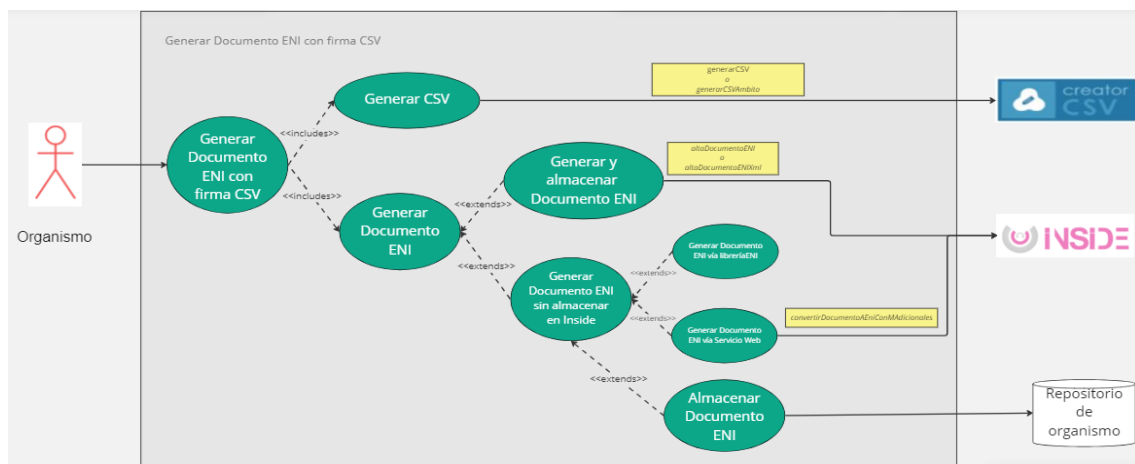 Generar Documento ENI con firma CSV
generarCSV
o
generarCSVAmbito
creator
CSV
Generar CSV
<<includes>>
Generar
Documento
ENI con
firma CSV
altaDocumentoENI
o
altaDocumentoENIXml
Generar y
almacenar
Documento ENI
<<includes>>
<<extends>>
Generar
Documento
ENI
Organismo
INSIDE
Generar Documento
ENI vía libreríaENI
<<extends>>
<<extends>>
Generar
Documento ENI
sin almacenar
en Inside
<<extends>>
Generar Documento
ENI vía Servicio Web
convertirDocumentoAEniConMAdicionales
<<extends>>
Almacenar
Documento
ENI
Repositorio
de
organismo